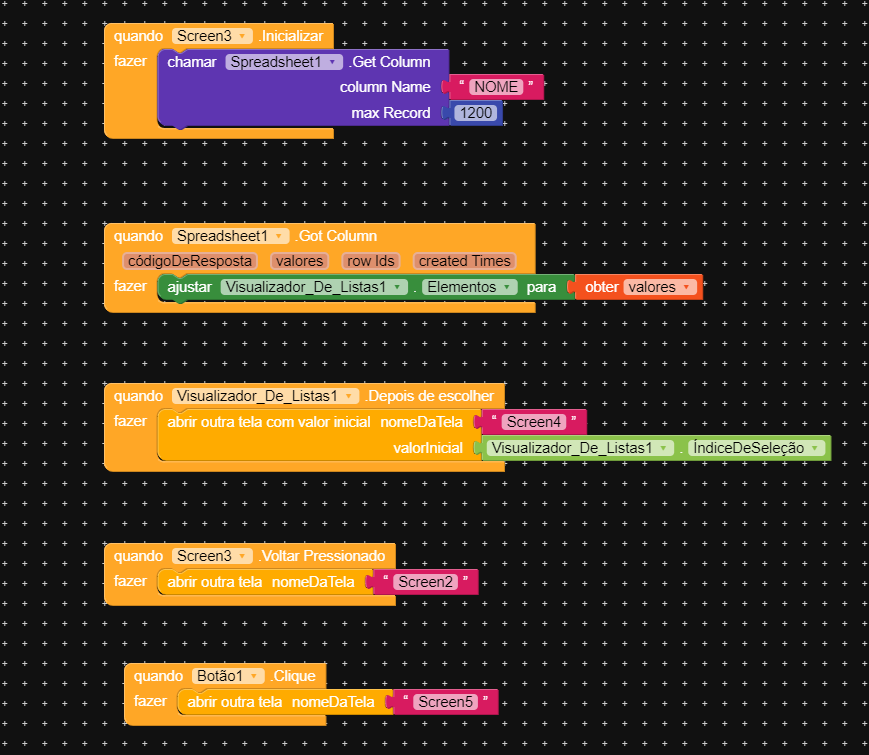 quando Screen3 .Inicializar
fazer chamar Spreadsheet1 .Get Column
column Name “ NOME ”
max Record 1200
quando Spreadsheet1 .Got Column
códigoDeResposta valores row Ids created Times
fazer ajustar Visualizador_De_Listas1 . Elementos para obter valores
quando Visualizador_De_Listas1 .Depois de escolher
fazer abrir outra tela com valor inicial nomeDaTela “ Screen4 ”
valorInicial Visualizador_De_Listas1 . ÍndiceDeSeleção
quando Screen3 .Voltar Pressionado
fazer abrir outra tela nomeDaTela “ Screen2 ”
quando Botão1 .Clique
fazer abrir outra tela nomeDaTela “ Screen5 ”